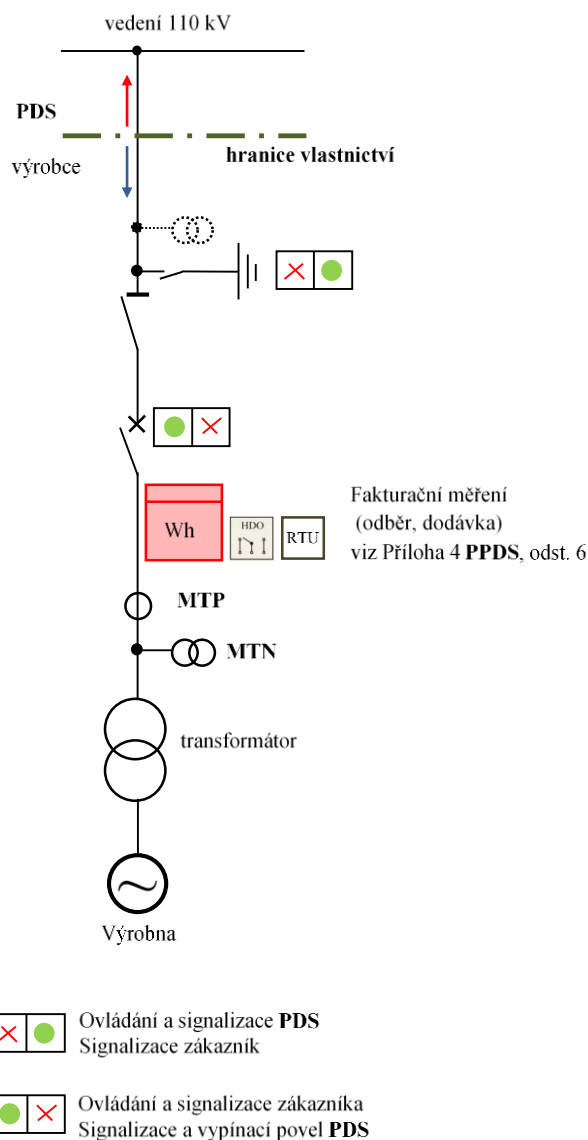 vedení 110 kV
PDS
výrobce
hranice vlastnictví
Wh
HDO
RTU
Fakturační měření
(odběr, dodávka)
viz Příloha 4 PPDS, odst. 6
MTP
MTN
transformátor
Výrobna
Ovládání a signalizace PDS
Signalizace zákazník
Ovládání a signalizace zákazníka
Signalizace a vypínací povel PDS